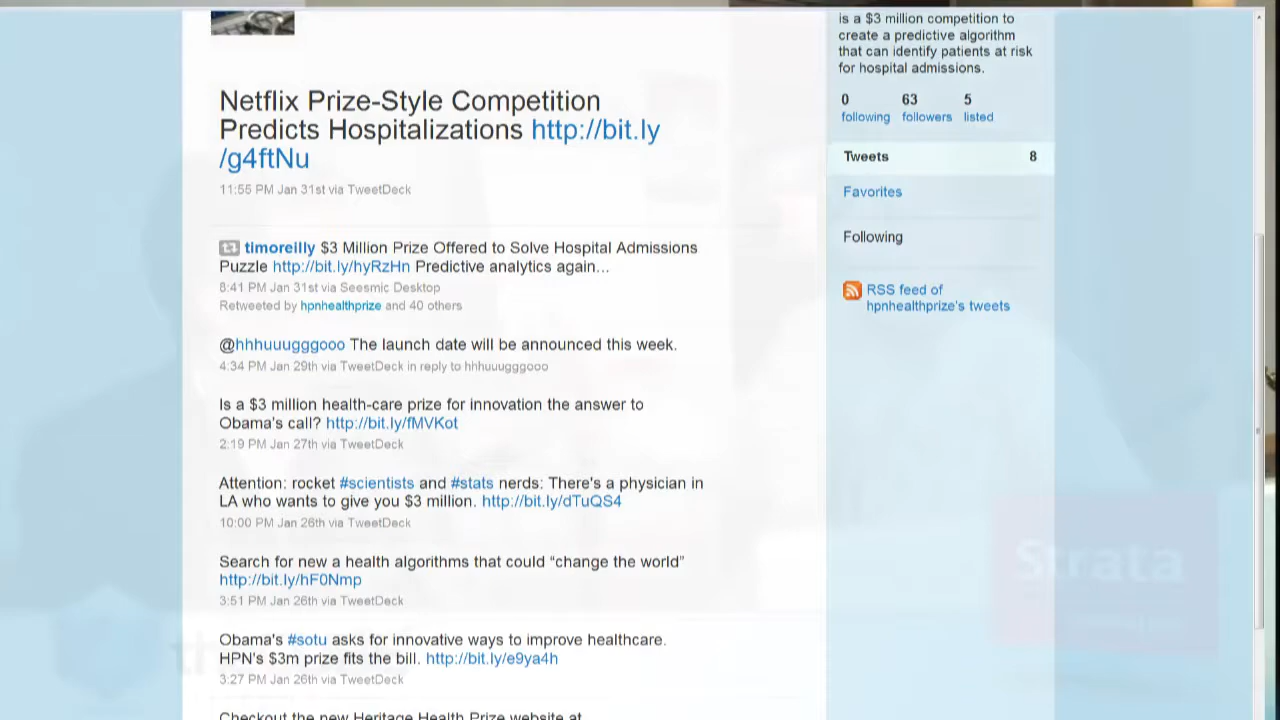 Netflix Prize-Style Competition
Predicts Hospitalizations http://bit.ly
/g4ftNu
11:55 PM Jan 31st via TweetDeck
timoreilly $3 Million Prize Offered to Solve Hospital Admissions
Puzzle http://bit.ly/hyRzHn Predictive analytics again...
8:41 PM Jan 31st via Seesmic Desktop
Retweeted by hpnhealthprize and 40 others
@hhhuuugggooo The launch date will be announced this week.
4:34 PM Jan 29th via TweetDeck in reply to hhhuuugggooo
Is a $3 million health-care prize for innovation the answer to
Obama's call? http://bit.ly/fMVKot
2:19 PM Jan 27th via TweetDeck
Attention: rocket #scientists and #stats nerds: There's a physician in
LA who wants to give you $3 million. http://bit.ly/dTuQS4
10:00 PM Jan 26th via TweetDeck
Search for new a health algorithms that could “change the world”
http://bit.ly/hF0Nmp
3:51 PM Jan 26th via TweetDeck
Obama's #sotu asks for innovative ways to improve healthcare.
HPN's $3m prize fits the bill. http://bit.ly/e9ya4h
3:27 PM Jan 26th via TweetDeck
Checkout the new Heritage Health Prize website at
is a $3 million competition to
create a predictive algorithm
that can identify patients at risk
for hospital admissions.
0 63 5
following followers listed
Tweets 8
Favorites
Following
RSS feed of
hpnhealthprize's tweets
Strata